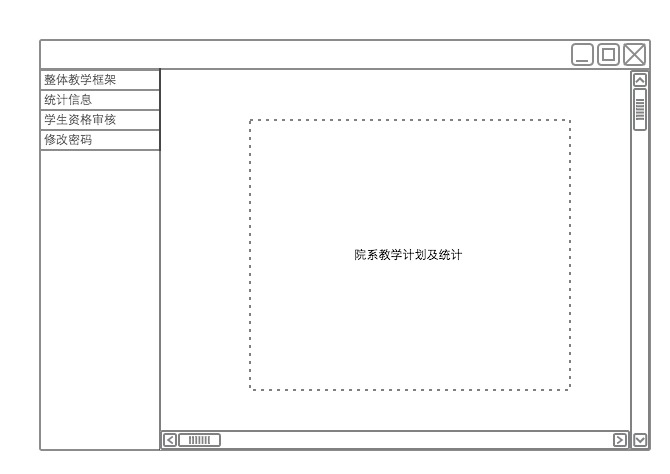 整体教学框架
统计信息
学生资格审核
修改密码
院系教学计划及统计